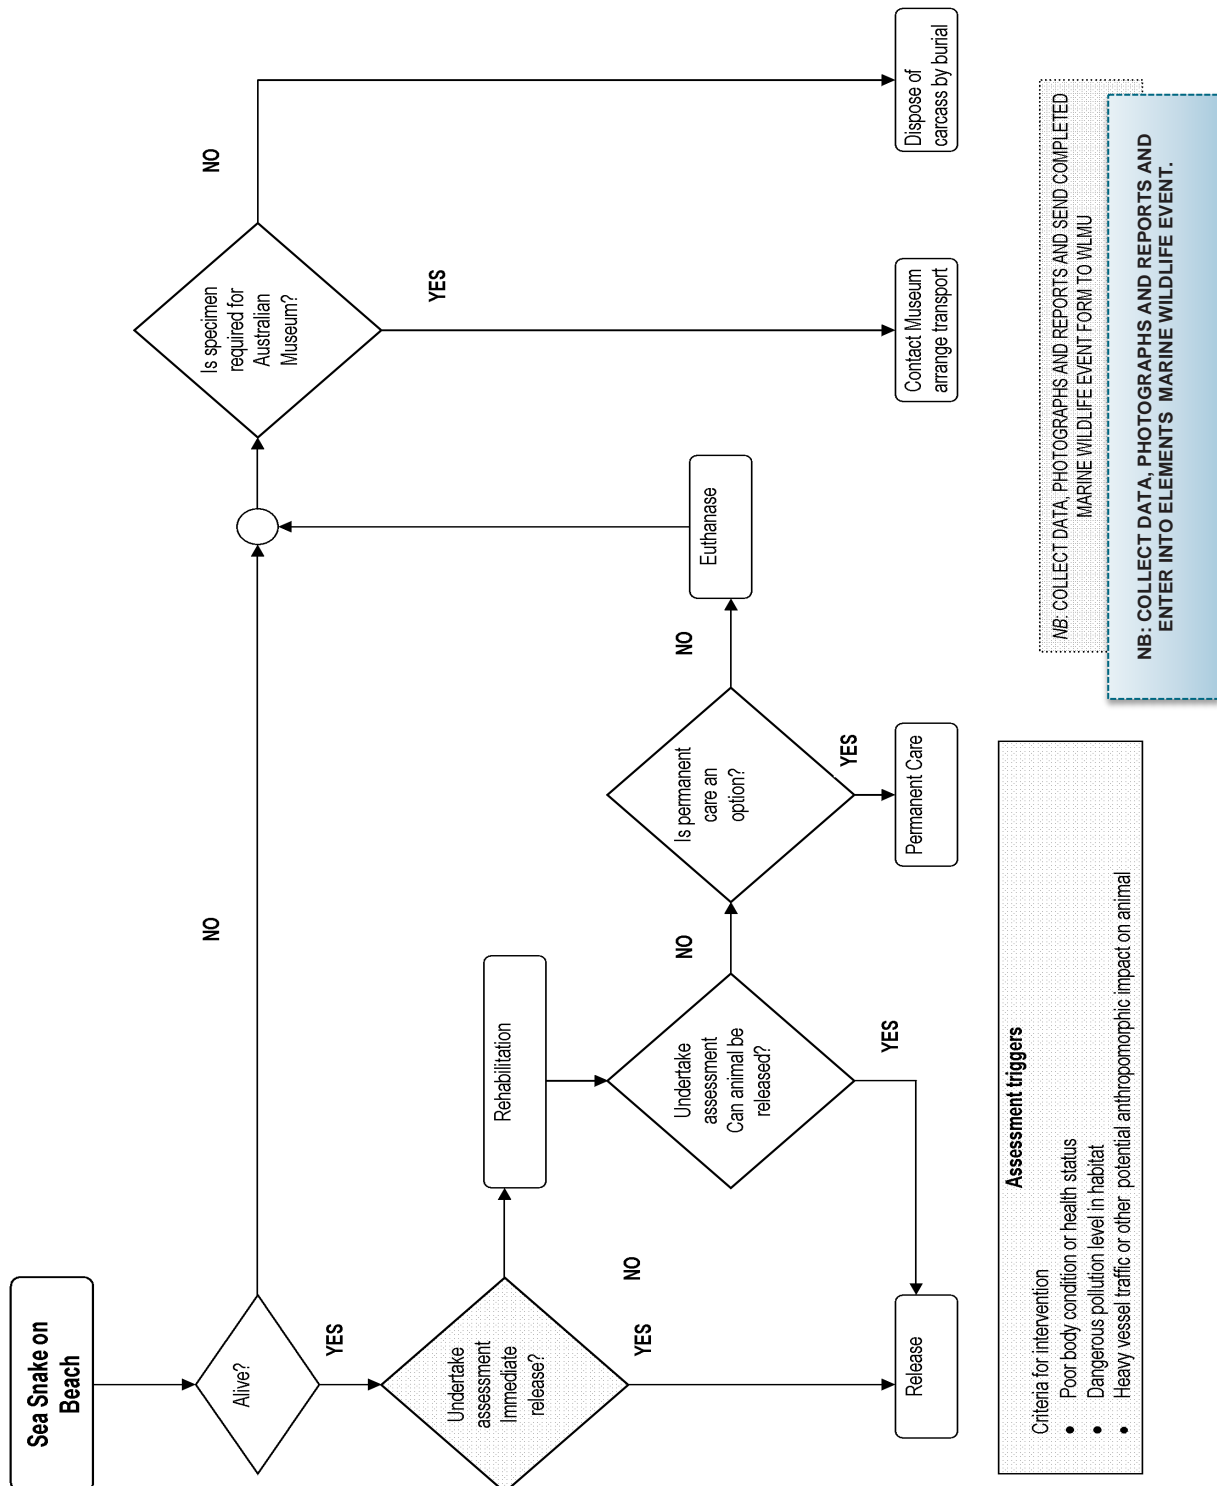 Sea Snake on
Beach
Alive?
NO
YES
Undertake
assessment
Immediate
release?
NO
YES
Rehabilitation
Undertake
assessment
Can animal be
released?
NO
YES
Release
Is permanent
care an
option?
NO
YES
Permanent Care
Euthanase
Is specimen
required for
Australian
Museum?
NO
YES
Contact Museum
arrange transport
Dispose of
carcass by burial
Assessment triggers
Criteria for intervention
• Poor body condition or health status
• Dangerous pollution level in habitat
• Heavy vessel traffic or other potential anthropomorphic impact on animal
NB: COLLECT DATA, PHOTOGRAPHS AND REPORTS AND SEND COMPLETED
MARINE WILDLIFE EVENT FORM TO WLMU
NB: COLLECT DATA, PHOTOGRAPHS AND REPORTS AND
ENTER INTO ELEMENTS MARINE WILDLIFE EVENT.